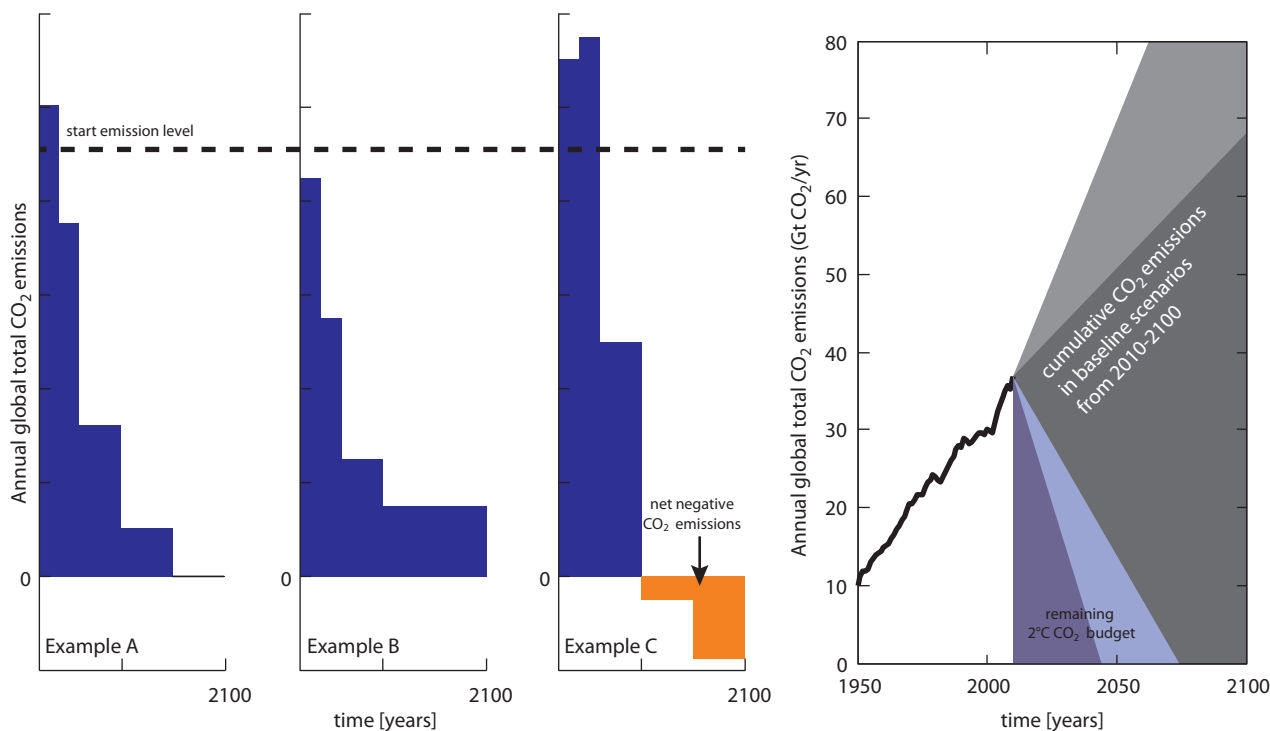 Annual global total CO₂ emissions
start emission level
0
Example A
2100
0
Example B
2100
time [years]
net negative
CO₂ emissions
0
Example C
2100
Annual global total CO₂ emissions (Gt CO₂/yr)
80
70
60
50
40
30
20
10
0
cumulative CO₂ emissions
in baseline scenarios
from 2010-2100
remaining
2°C CO₂ budget
1950
2000
2050
2100
time [years]